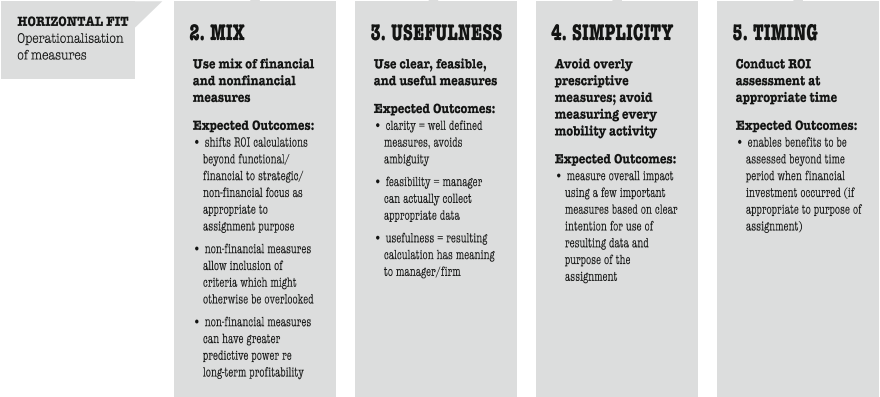 HORIZONTAL FIT
Operationalisation
of measures
2. MIX
Use mix of financial
and nonfinancial
measures
Expected Outcomes:
• shifts ROI calculations
beyond functional/
financial to strategic/
non-financial focus as
appropriate to
assignment purpose
• non-financial measures
allow inclusion of
criteria which might
otherwise be overlooked
• non-financial measures
can have greater
predictive power re
long-term profitability
3. USEFULNESS
Use clear, feasible,
and useful measures
Expected Outcomes:
• clarity = well defined
measures, avoids
ambiguity
• feasibility = manager
can actually collect
appropriate data
• usefulness = resulting
calculation has meaning
to manager/firm
4. SIMPLICITY
Avoid overly
prescriptive
measures; avoid
measuring every
mobility activity
Expected Outcomes:
• measure overall impact
using a few important
measures based on clear
intention for use of
resulting data and
purpose of the
assignment
5. TIMING
Conduct ROI
assessment at
appropriate time
Expected Outcomes:
• enables benefits to be
assessed beyond time
period when financial
investment occurred (if
appropriate to purpose of
assignment)